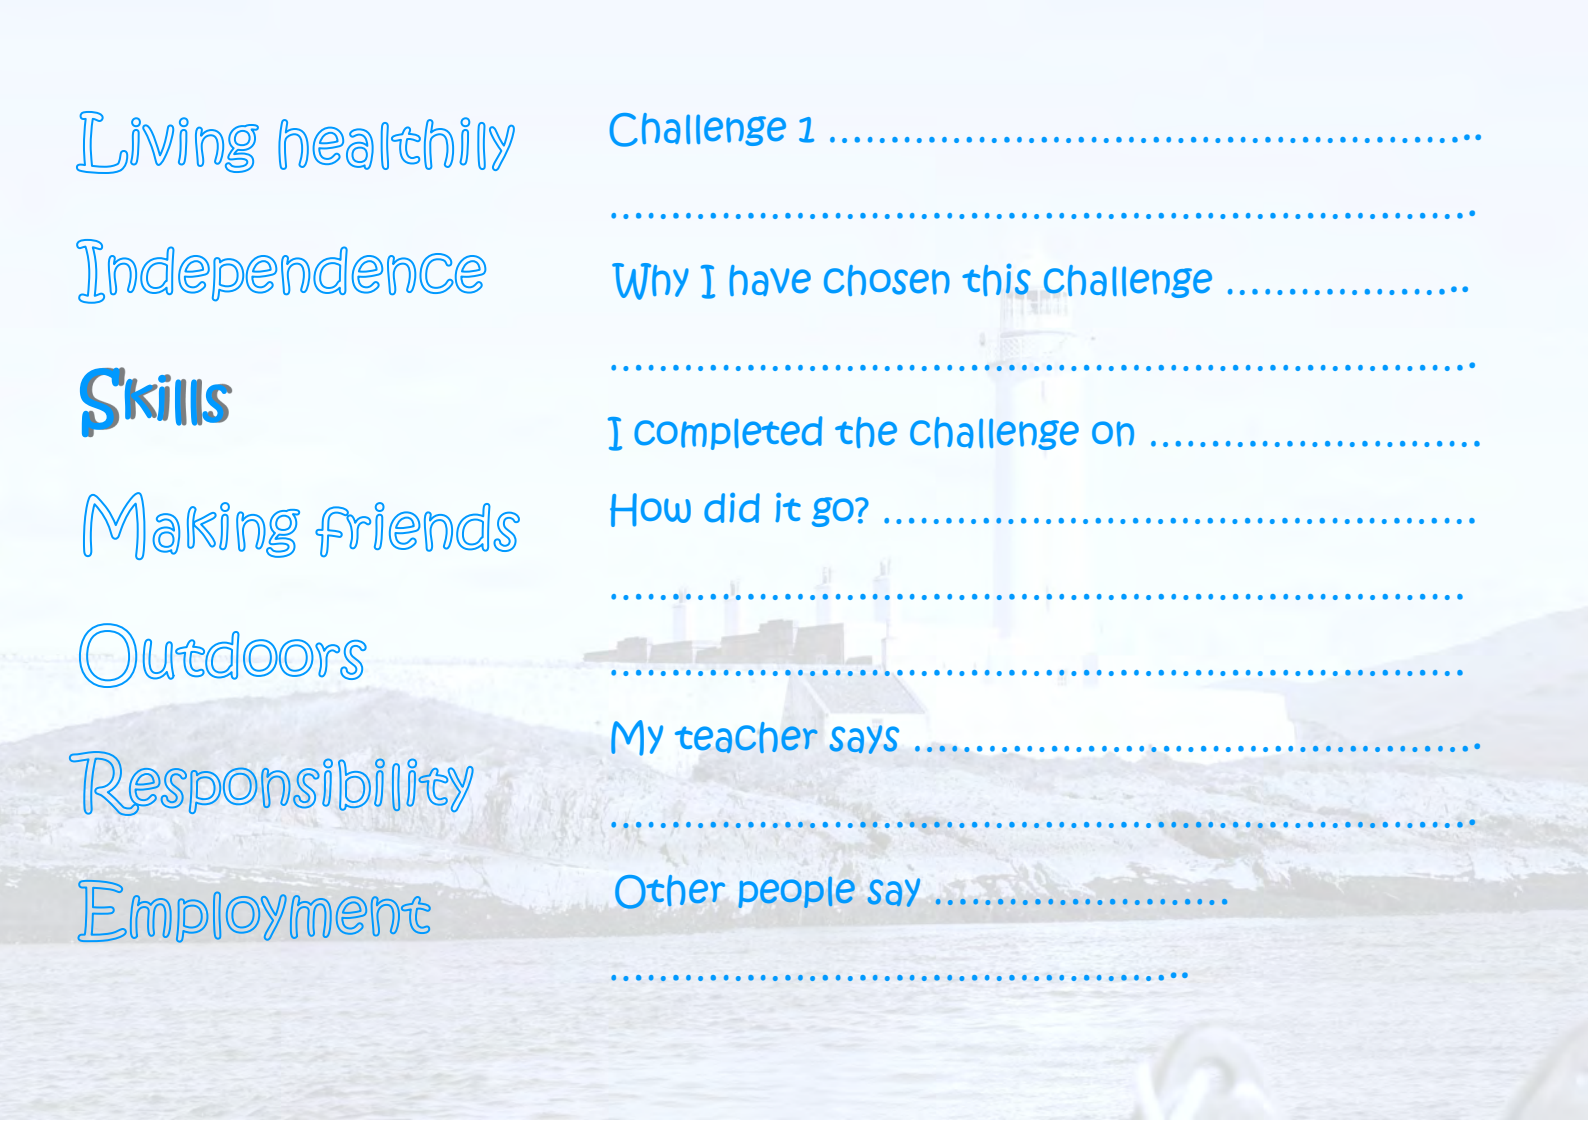 Living healthily
Independence
Skills
Making friends
Outdoors
Responsibility
Employment
Challenge 1 ……………………………………………………..
……………………………………………………………………….
Why I have chosen this challenge ………………..
……………………………………………………………………….
I completed the challenge on ………………………
How did it go? ………………………………………………
……………………………………………………………………
……………………………………………………………………
My teacher says …………………………………………….
……………………………………………………………………….
Other people say ……………………
……………………………………………..